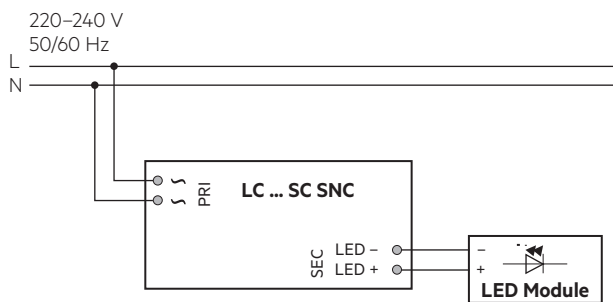 220–240 V
50/60 Hz
L
N
~ PRI
~
LC ... SC SNC
SEC
LED –
LED +
–
+
LED Module